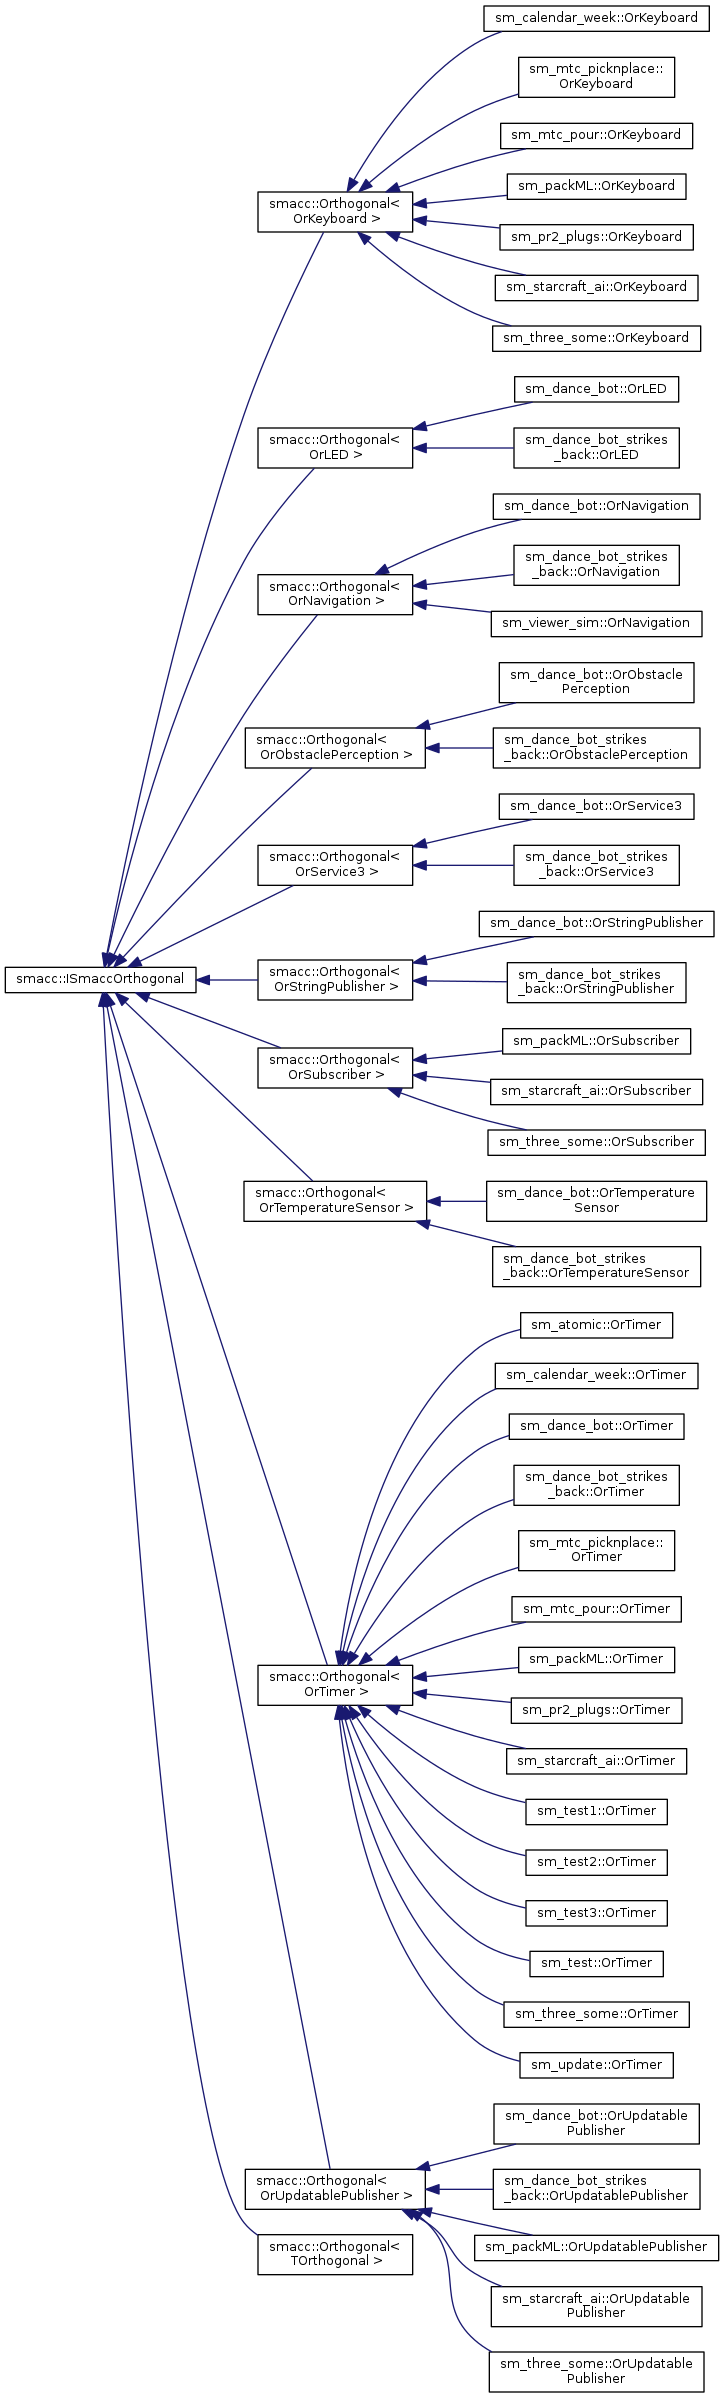 sm_calendar_week::OrKeyboard
sm_mtc_picknplace::
OrKeyboard
sm_mtc_pour::OrKeyboard
sm_packML::OrKeyboard
smacc::Orthogonal<
OrKeyboard >
sm_pr2_plugs::OrKeyboard
sm_starcraft_ai::OrKeyboard
sm_three_some::OrKeyboard
sm_dance_bot::OrLED
smacc::Orthogonal<
OrLED >
sm_dance_bot_strikes
_back::OrLED
sm_dance_bot::OrNavigation
sm_dance_bot_strikes
_back::OrNavigation
smacc::Orthogonal<
OrNavigation >
sm_viewer_sim::OrNavigation
sm_dance_bot::OrObstacle
Perception
smacc::Orthogonal<
OrObstaclePerception >
sm_dance_bot_strikes
_back::OrObstaclePerception
sm_dance_bot::OrService3
smacc::Orthogonal<
OrService3 >
sm_dance_bot_strikes
_back::OrService3
sm_dance_bot::OrStringPublisher
smacc::ISmaccOrthogonal
smacc::Orthogonal<
OrStringPublisher >
sm_dance_bot_strikes
_back::OrStringPublisher
sm_packML::OrSubscriber
smacc::Orthogonal<
OrSubscriber >
sm_starcraft_ai::OrSubscriber
sm_three_some::OrSubscriber
smacc::Orthogonal<
OrTemperatureSensor >
sm_dance_bot::OrTemperature
Sensor
sm_dance_bot_strikes
_back::OrTemperatureSensor
sm_atomic::OrTimer
sm_calendar_week::OrTimer
sm_dance_bot::OrTimer
sm_dance_bot_strikes
_back::OrTimer
sm_mtc_picknplace::
OrTimer
sm_mtc_pour::OrTimer
sm_packML::OrTimer
smacc::Orthogonal<
OrTimer >
sm_pr2_plugs::OrTimer
sm_starcraft_ai::OrTimer
sm_test1::OrTimer
sm_test2::OrTimer
sm_test3::OrTimer
sm_test::OrTimer
sm_three_some::OrTimer
sm_update::OrTimer
sm_dance_bot::OrUpdatable
Publisher
smacc::Orthogonal<
OrUpdatablePublisher >
sm_dance_bot_strikes
_back::OrUpdatablePublisher
sm_packML::OrUpdatablePublisher
smacc::Orthogonal<
TOrthogonal >
sm_starcraft_ai::OrUpdatable
Publisher
sm_three_some::OrUpdatable
Publisher